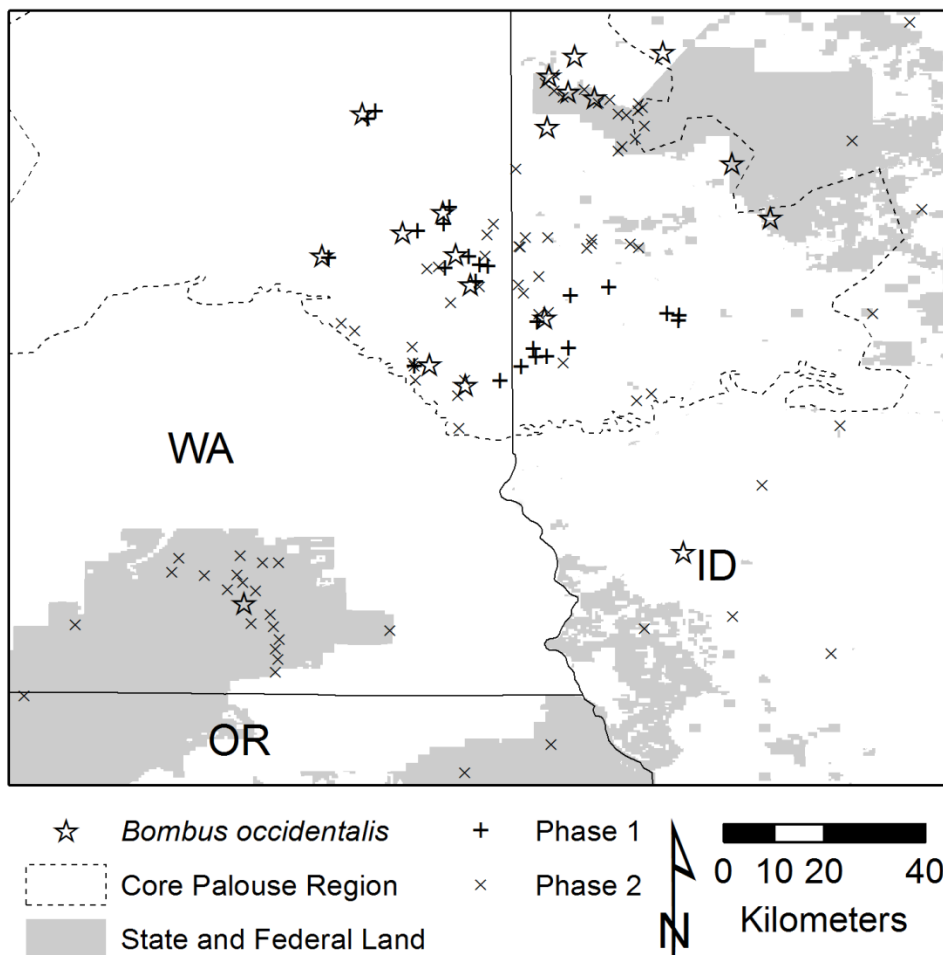 WA
ID
OR
Bombus occidentalis
Phase 1
Core Palouse Region
Phase 2
State and Federal Land
N
0 10 20 40
Kilometers